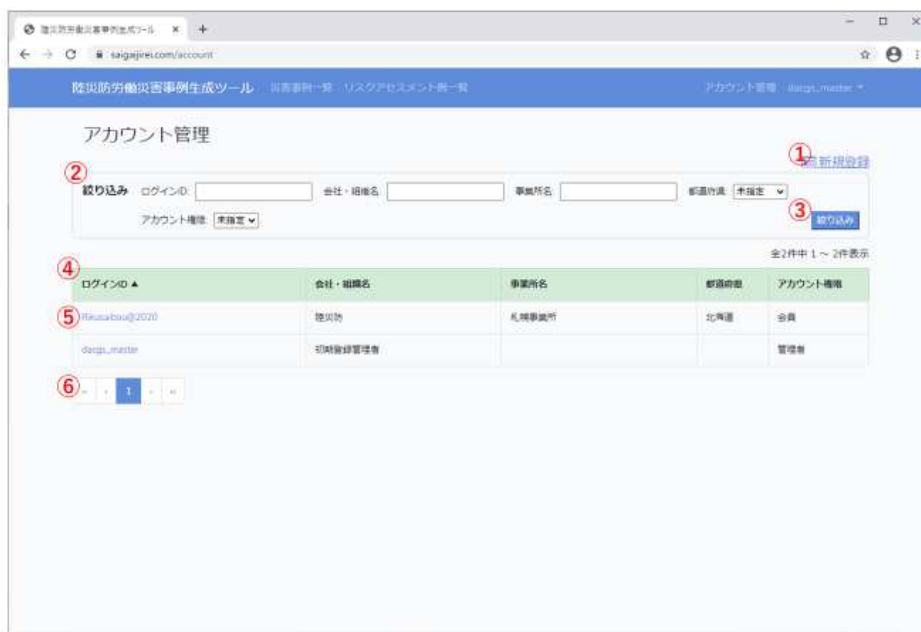 陸災防労働災害事例生成ツール × +
saigaijirei.com/account
陸災防労働災害事例生成ツール 災害事例一覧 リスクアセスメント例一覧 アカウント管理 dargs_master
アカウント管理
① 新規登録
②
絞り込み ログインID: 会社・組織名 事業所名 都道府県 未指定
アカウント権限: 未指定 ③ 絞り込み
全2件中 1 ~ 2件表示
④
ログインID ▲ 会社・組織名 事業所名 都道府県 アカウント権限
⑤ Rikusaibou@2020 陸災防 札幌事業所 北海道 会員
dargs_master 初期登録管理者 管理者
⑥ « ‹ 1 › »